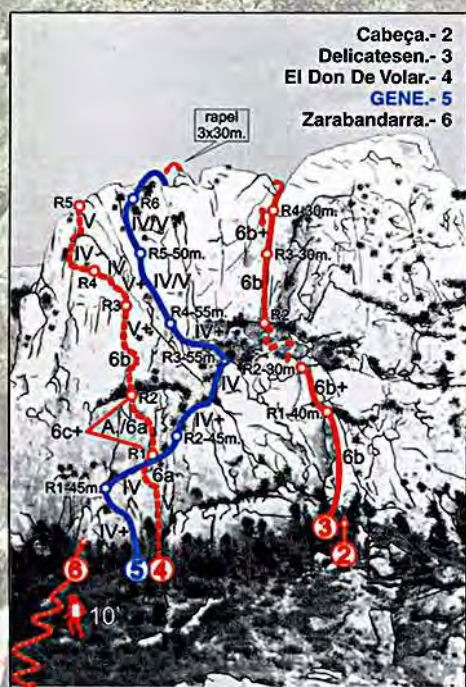 Cabeça.- 2
Delicatesen.- 3
El Don De Volar.- 4
GENE.- 5
Zarabandarra.- 6
rapel
3x30m.
R5
V
R6
IV/V
R4-30m.
6b+
IV
IV
R5-50m.
R3-30m.
R4
V+
IV/V
6b
R3
V+
R4-55m.
IV+
R2
6b
R3-55m.
R2-30m
R2
IV
6b+
A./6a
IV+
R1-40m.
6c+
R2-45m.
R1
6a
6b
R1-45m
IV
IV+
3
2
6
5
4
10'